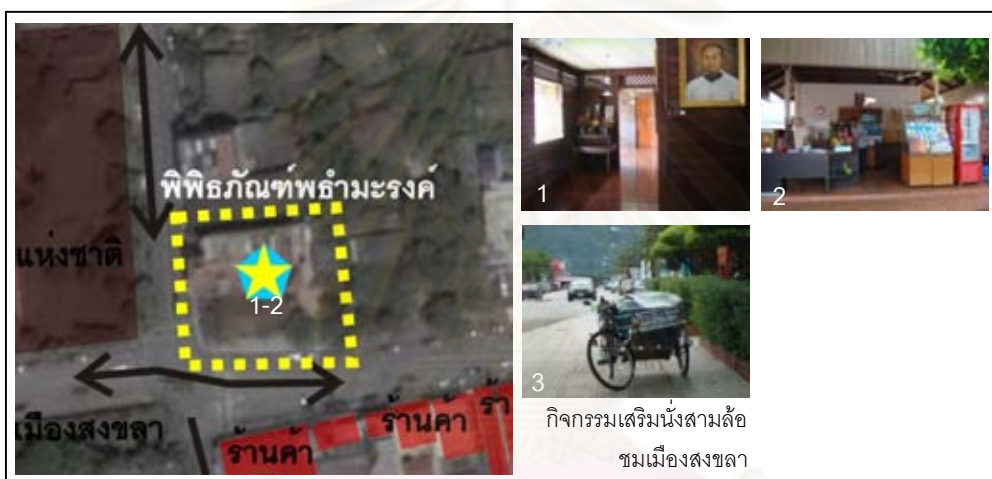 พิพิธภัณฑ์พธำมะรงค์
แห่งชาติ
1-2
เมืองสงขลา
ร้านค้า
ร้านค้า
ร้า
1
2
3
กิจกรรมเสริมนั่งสามล้อ
ชมเมืองสงขลา